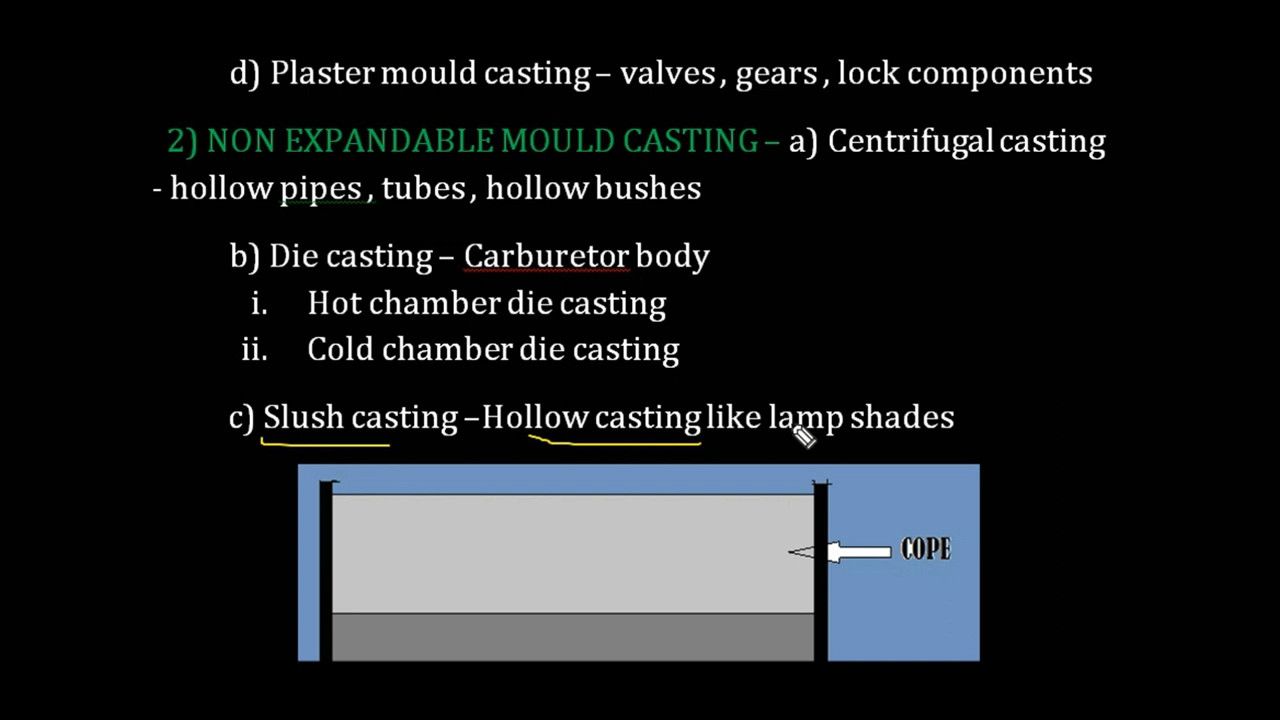 d) Plaster mould casting – valves , gears , lock components
2) NON EXPANDABLE MOULD CASTING – a) Centrifugal casting
- hollow pipes , tubes , hollow bushes
b) Die casting – Carburetor body
i. Hot chamber die casting
ii. Cold chamber die casting
c) Slush casting –Hollow casting like lamp shades
COPE